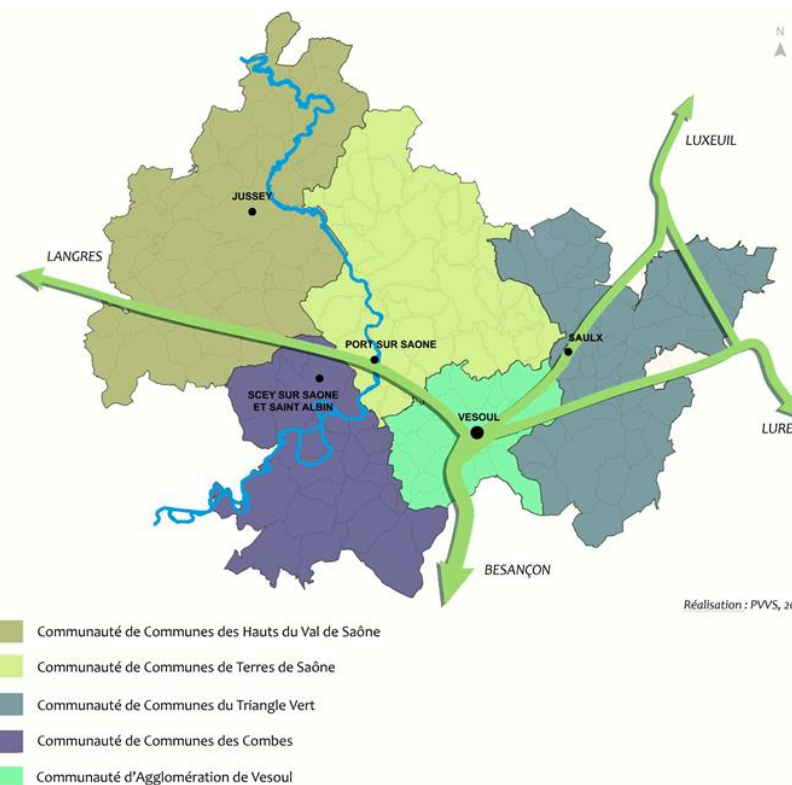 N
LUXEUIL
JUSSEY
LANGRES
PORT SUR SAONE
SAULX
SCEY SUR SAONE
ET SAINT ALBIN
VESOUL
LURE
BESANÇON
Réalisation : PVVS,
Communauté de Communes des Hauts du Val de Saône
Communauté de Communes de Terres de Saône
Communauté de Communes du Triangle Vert
Communauté de Communes des Combes
Communauté d'Agglomération de Vesoul